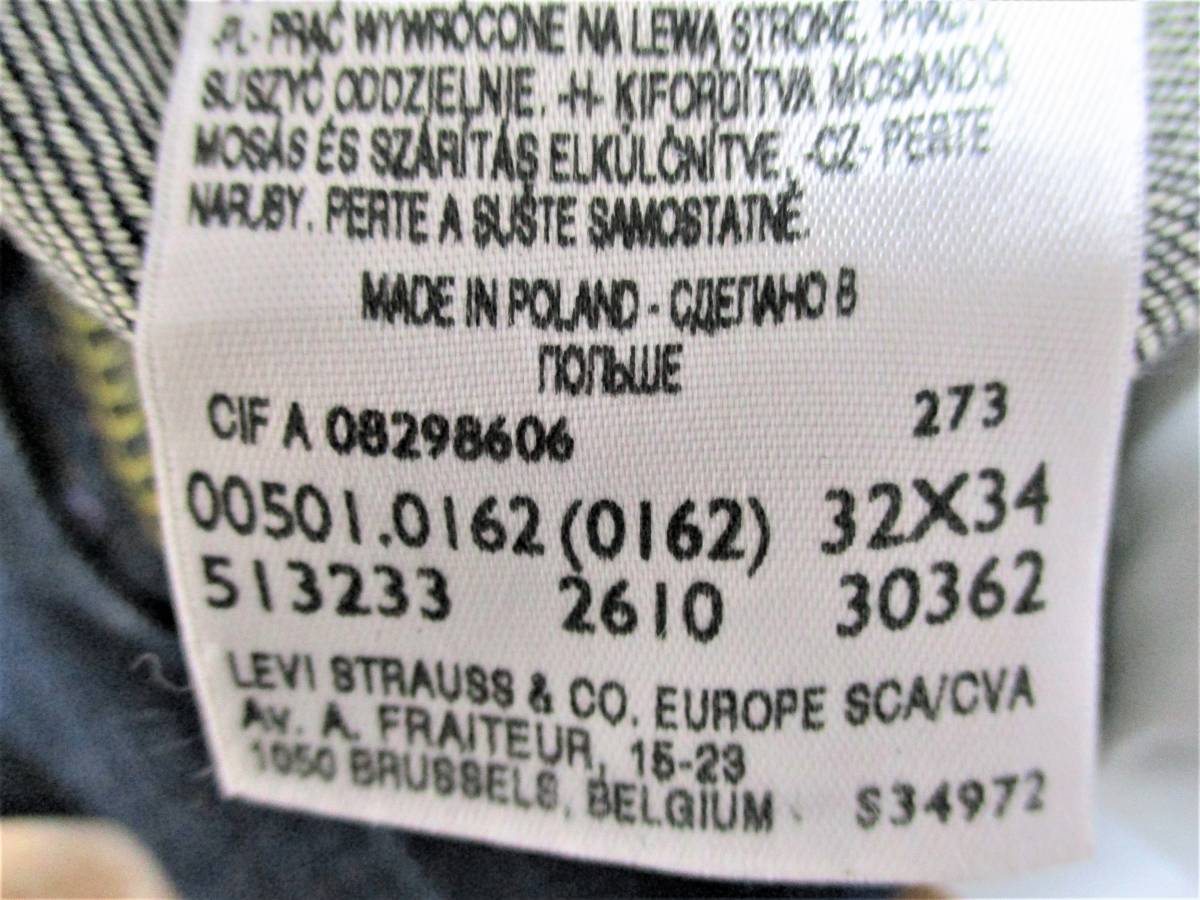 -PL- PRAĆ WYWRÓCONE NA LEWĄ STRONĘ. PRAĆ I
SUSZYĆ ODDZIELNIE. -H- KIFORDÍTVA MOSANDÓ
MOSÁS ÉS SZÁRÍTÁS ELKÜLÖNÍTVE. -CZ- PERTE
NARUBY. PERTE A SUŠTE SAMOSTATNĚ.
MADE IN POLAND - СДЕЛАНО В
ПОЛЬШЕ
CIF A 08298606 273
00501.0162 (0162) 32X34
513233 2610 30362
LEVI STRAUSS & CO. EUROPE SCA/CVA
Av. A. FRAITEUR, 15-23
1050 BRUSSELS, BELGIUM S34972